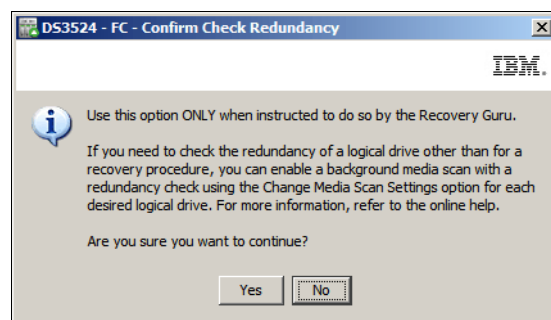 DS3524 - FC - Confirm Check Redundancy
IBM.
Use this option ONLY when instructed to do so by the Recovery Guru.
If you need to check the redundancy of a logical drive other than for a
recovery procedure, you can enable a background media scan with a
redundancy check using the Change Media Scan Settings option for each
desired logical drive. For more information, refer to the online help.
Are you sure you want to continue?
Yes No